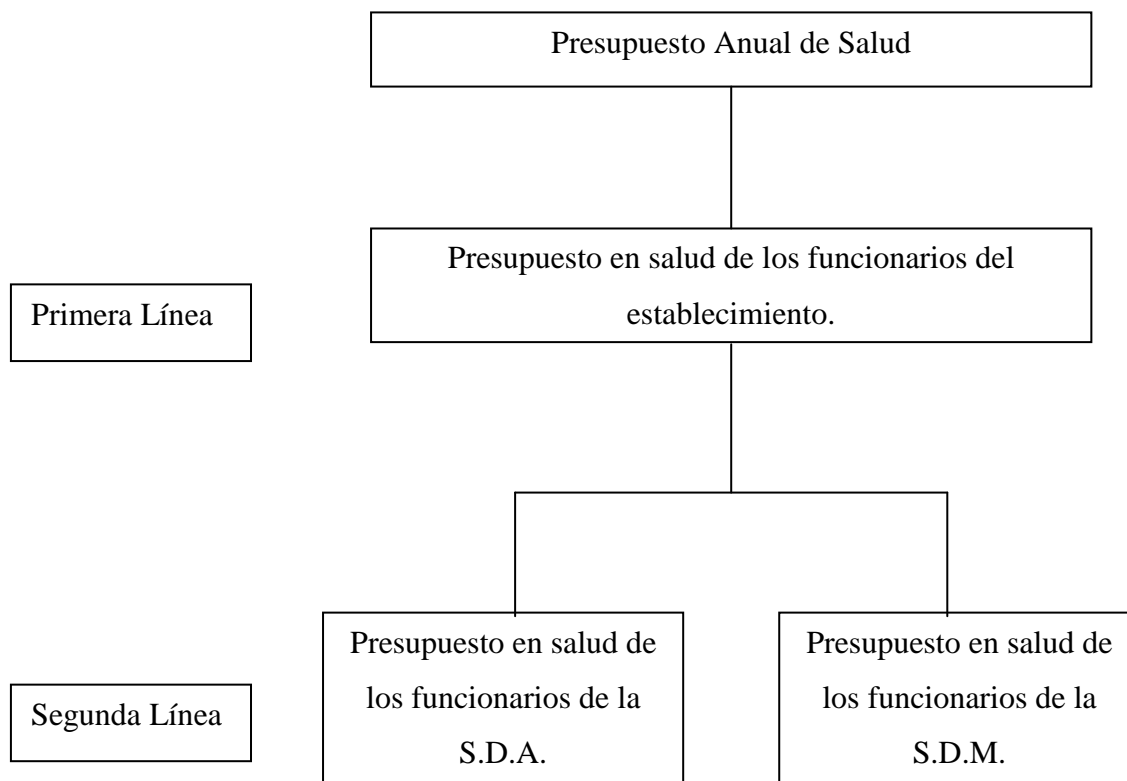 Presupuesto Anual de Salud
Presupuesto en salud de los funcionarios del
establecimiento.
Primera Línea
Presupuesto en salud de
los funcionarios de la
S.D.A.
Presupuesto en salud de
los funcionarios de la
S.D.M.
Segunda Línea